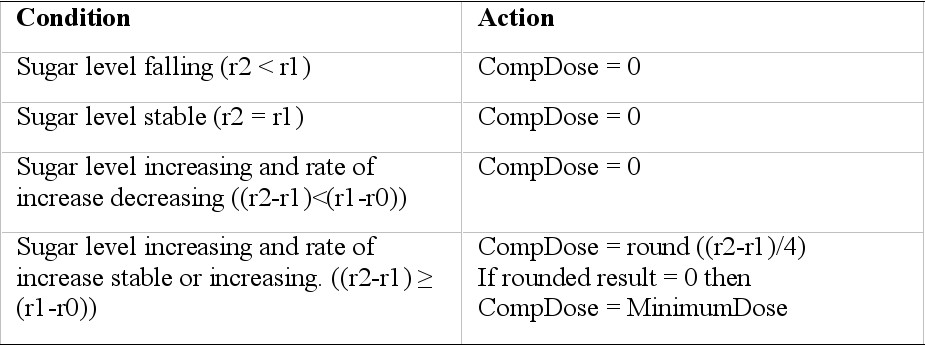 Condition
Action
Sugar level falling (r2 < r1)
CompDose = 0
Sugar level stable (r2 = r1)
CompDose = 0
Sugar level increasing and rate of
increase decreasing ((r2-r1)<(r1-r0))
CompDose = 0
Sugar level increasing and rate of
increase stable or increasing. ((r2-r1) ≥
(r1-r0))
CompDose = round ((r2-r1)/4)
If rounded result = 0 then
CompDose = MinimumDose